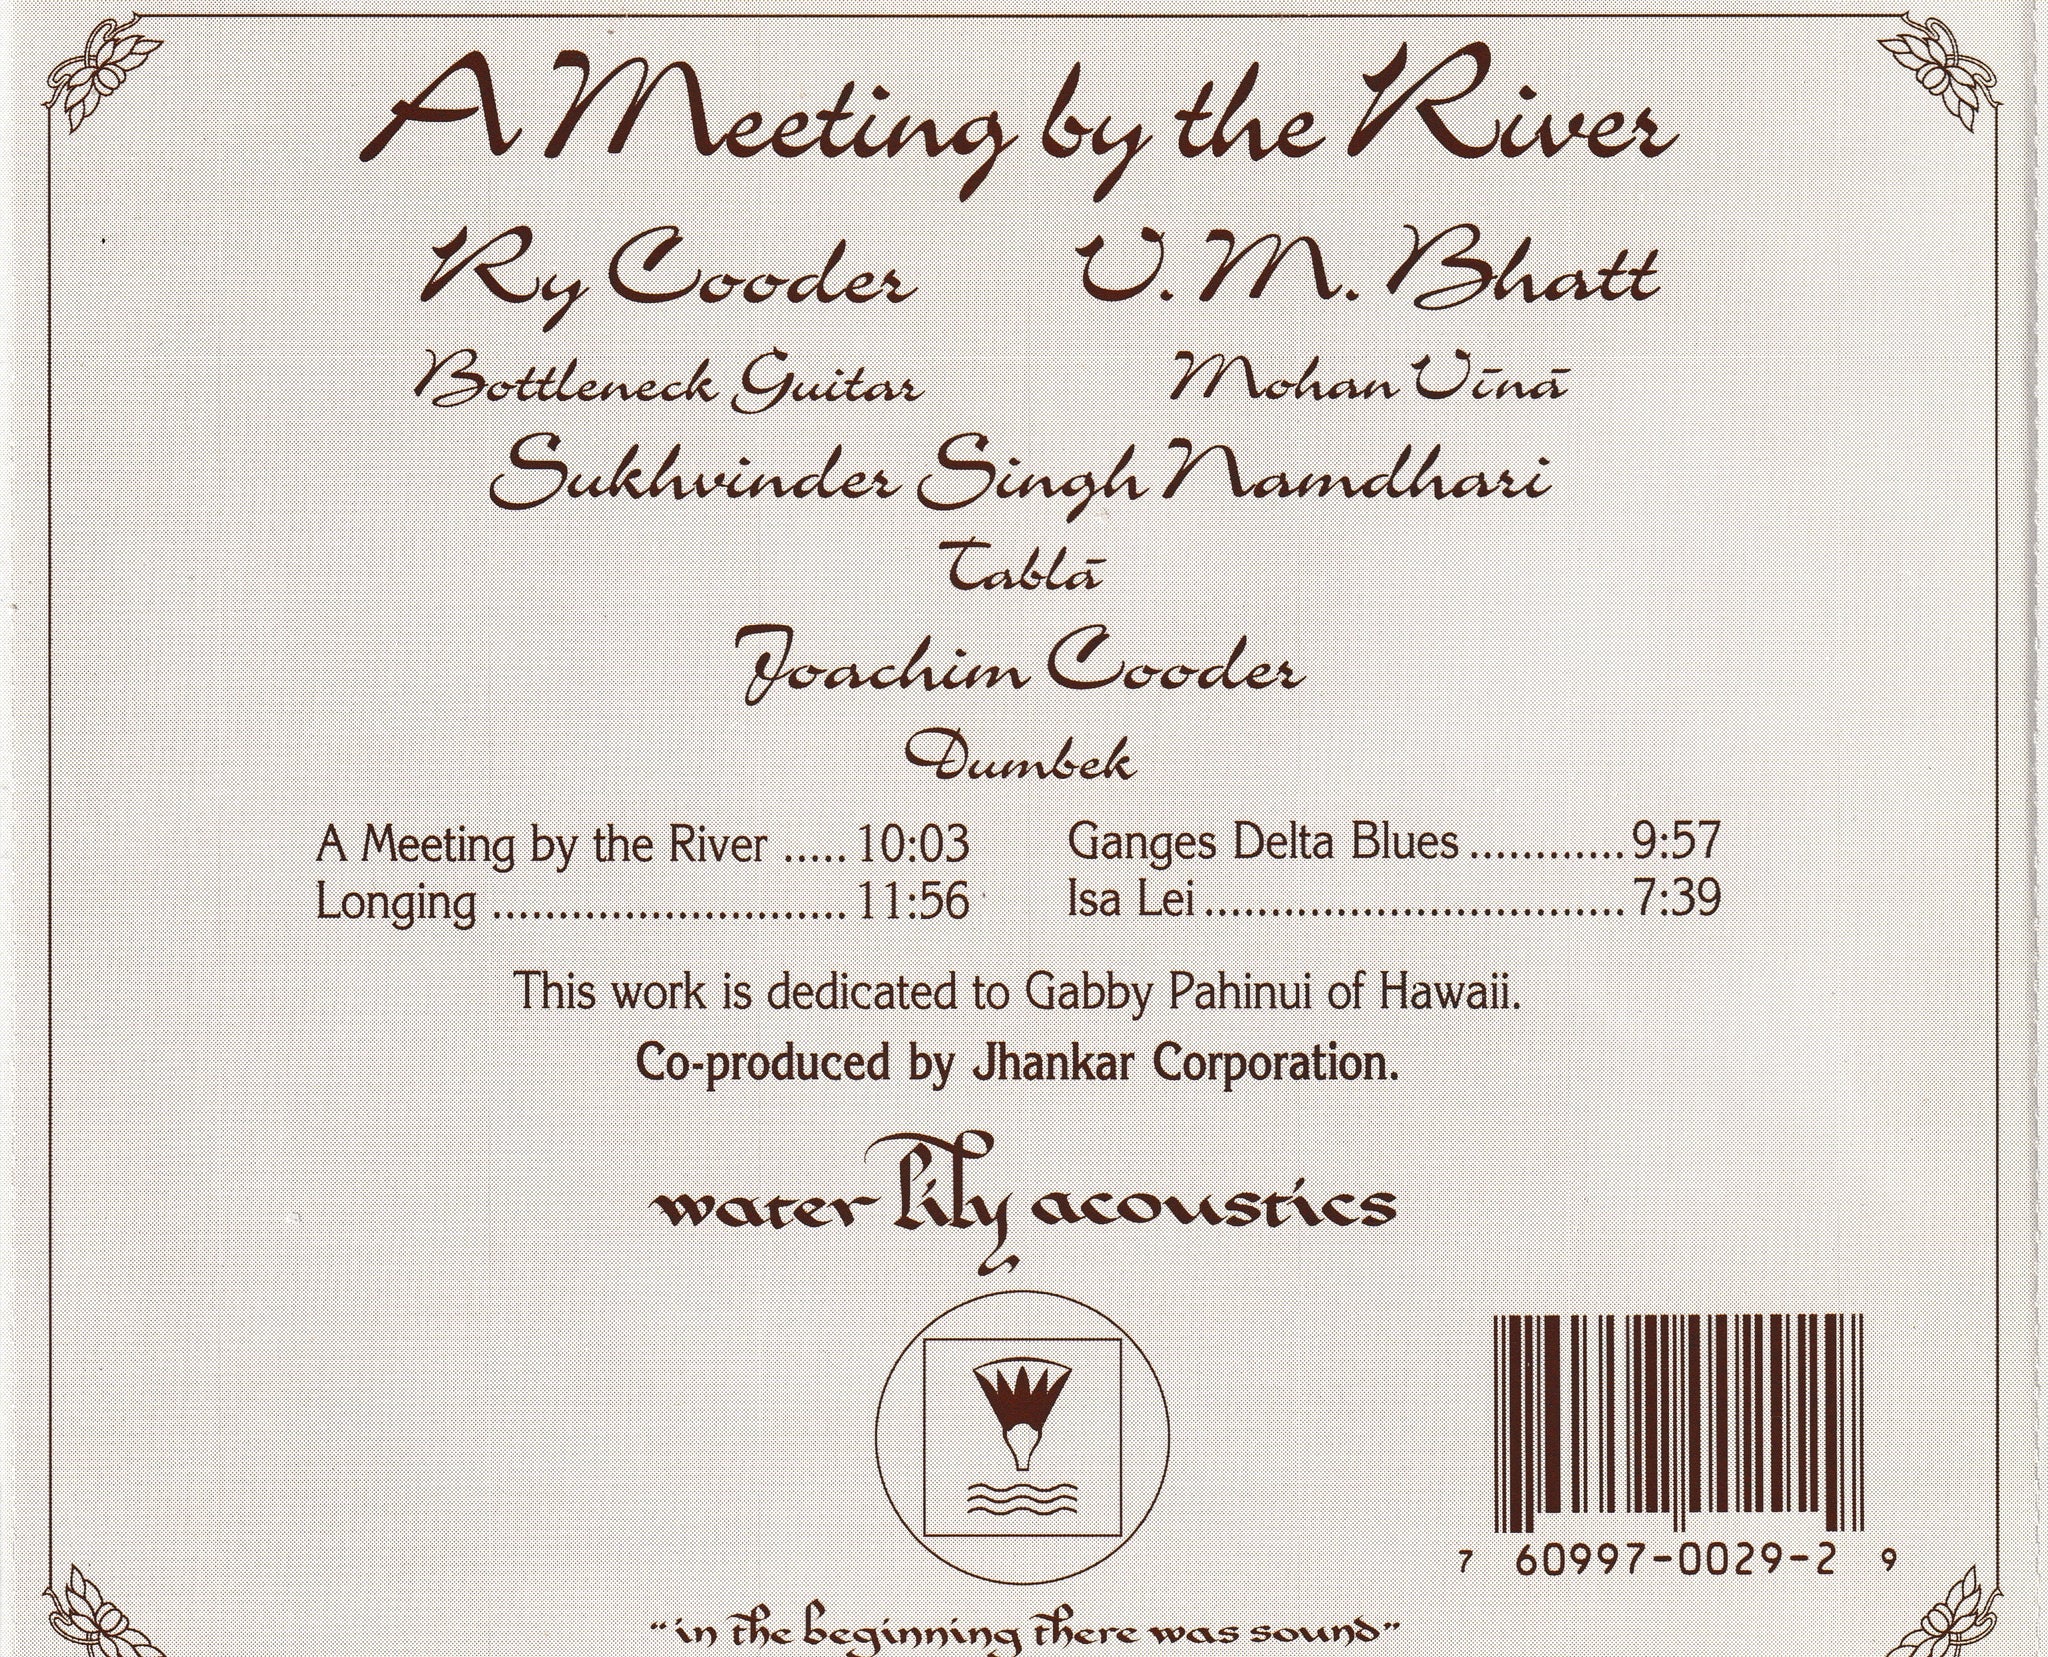 A Meeting by the River
Ry Cooder V. M. Bhatt
Bottleneck Guitar Mohan Vīnā
Sukhvinder Singh Namdhari
Tablā
Joachim Cooder
Dumbek
A Meeting by the River ..... 10:03
Longing .......................... 11:56
Ganges Delta Blues ............ 9:57
Isa Lei ............................... 7:39
This work is dedicated to Gabby Pahinui of Hawaii.
Co-produced by Jhankar Corporation.
water lily acoustics
7 60997-0029-2 9
"in the beginning there was sound"